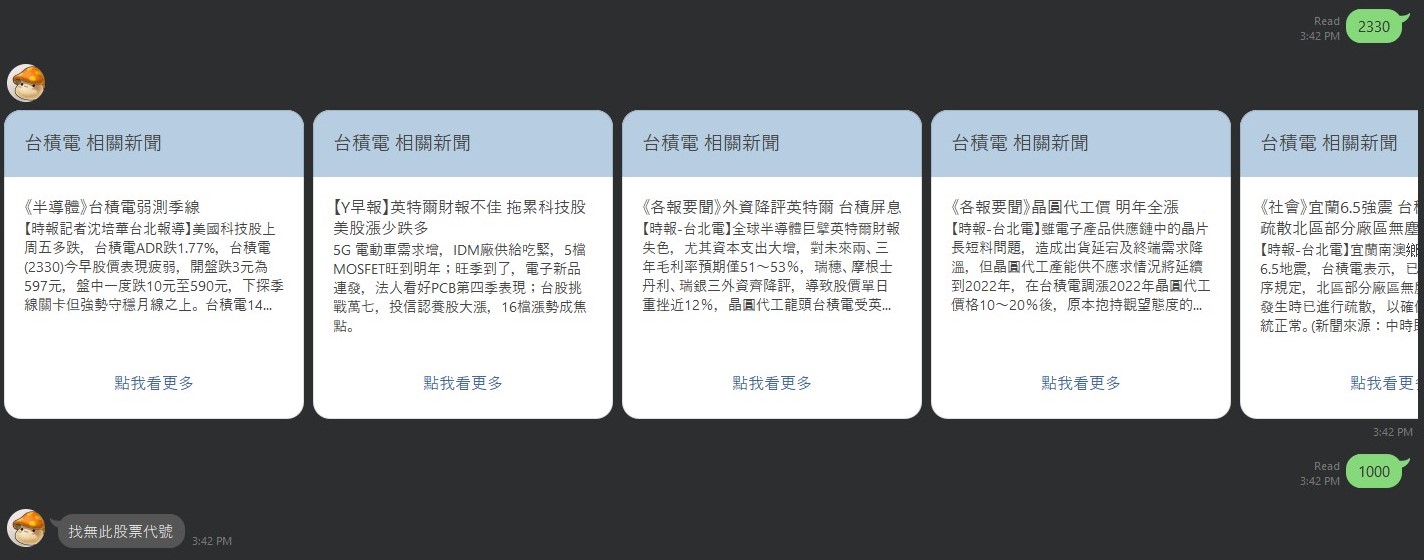 Read
3:42 PM
2330
台積電 相關新聞
《半導體》台積電弱測季線
【時報記者沈培華台北報導】美國科技股上
周五多跌，台積電ADR跌1.77%，台積電
(2330)今早股價表現疲弱，開盤跌3元為
597元，盤中一度跌10元至590元，下探季
線關卡但強勢守穩月線之上。台積電14...
點我看更多
台積電 相關新聞
【Y早報】英特爾財報不佳 拖累科技股
美股漲少跌多
5G 電動車需求增，IDM廠供給吃緊，5檔
MOSFET旺到明年；旺季到了，電子新品
連發，法人看好PCB第四季表現；台股挑
戰萬七，投信認養股大漲，16檔漲勢成焦
點。
點我看更多
台積電 相關新聞
《各報要聞》外資降評英特爾 台積屏息
【時報-台北電】全球半導體巨擘英特爾財報
失色，尤其資本支出大增，對未來兩、三
年毛利率預期僅51～53%，瑞穗、摩根士
丹利、瑞銀三外資齊降評，導致股價單日
重挫近12%，晶圓代工龍頭台積電受英...
點我看更多
台積電 相關新聞
《各報要聞》晶圓代工價 明年全漲
【時報-台北電】雖電子產品供應鏈中的晶片
長短料問題，造成出貨延宕及終端需求降
溫，但晶圓代工產能供不應求情況將延續
到2022年，在台積電調漲2022年晶圓代工
價格10～20%後，原本抱持觀望態度的...
點我看更多
台積電 相關新聞
《社會》宜蘭6.5強震 台積
疏散北區部分廠區無塵
【時報-台北電】宜蘭南澳鄉
6.5地震，台積電表示，已
序規定，北區部分廠區無塵
發生時已進行疏散，以確保
統正常。(新聞來源：中時
點我看更多
3:42 PM
Read
3:42 PM
1000
找無此股票代號
3:42 PM